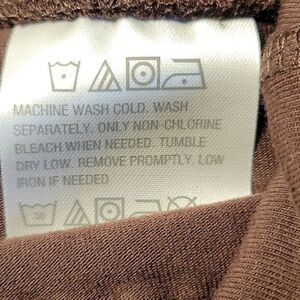 MACHINE WASH COLD. WASH
SEPARATELY. ONLY NON-CHLORINE
BLEACH WHEN NEEDED. TUMBLE
DRY LOW. REMOVE PROMPTLY. LOW
IRON IF NEEDED
30